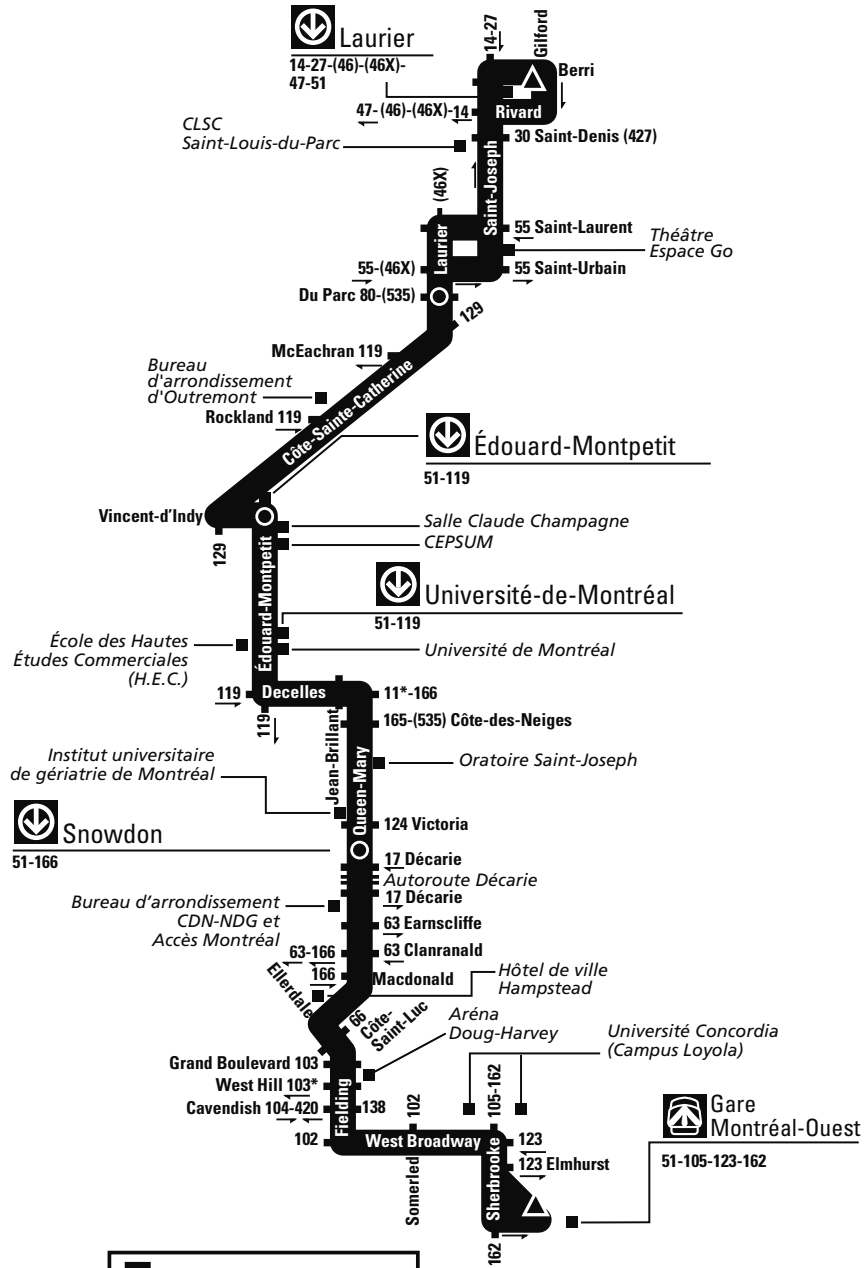 Laurier
14-27-(46)-(46X)-
47-51
14-27
Gilford
Berri
47-(46)-(46X)-14
Rivard
CLSC
Saint-Louis-du-Parc
30 Saint-Denis (427)
Saint-Joseph
(46X)
Laurier
55 Saint-Laurent
Théâtre
Espace Go
55-(46X)
55 Saint-Urbain
Du Parc 80-(535)
129
McEachran 119
Bureau
d'arrondissement
d'Outremont
Rockland 119
Côte-Sainte-Catherine
Édouard-Montpetit
51-119
Vincent-d'Indy
129
Salle Claude Champagne
CEPSUM
Édouard-Montpetit
Université-de-Montréal
51-119
École des Hautes
Études Commerciales
(H.E.C.)
Université de Montréal
119
Decelles
11*-166
119
Jean-Brillant
165-(535) Côte-des-Neiges
Institut universitaire
de gériatrie de Montréal
Queen-Mary
Oratoire Saint-Joseph
124 Victoria
Snowdon
51-166
17 Décarie
Autoroute Décarie
17 Décarie
Bureau d'arrondissement
CDN-NDG et
Accès Montréal
63 Earnscliffe
63-166
63 Clanranald
166
Macdonald
Ellerdale
Hôtel de ville
Hampstead
66
Côte-
Saint-Luc
Aréna
Doug-Harvey
Université Concordia
(Campus Loyola)
Grand Boulevard 103
West Hill 103*
Cavendish 104-420
138
Fielding
102
102
West Broadway
Somerled
105-162
123
123 Elmhurst
Sherbrooke
162
Gare
Montréal-Ouest
51-105-123-162